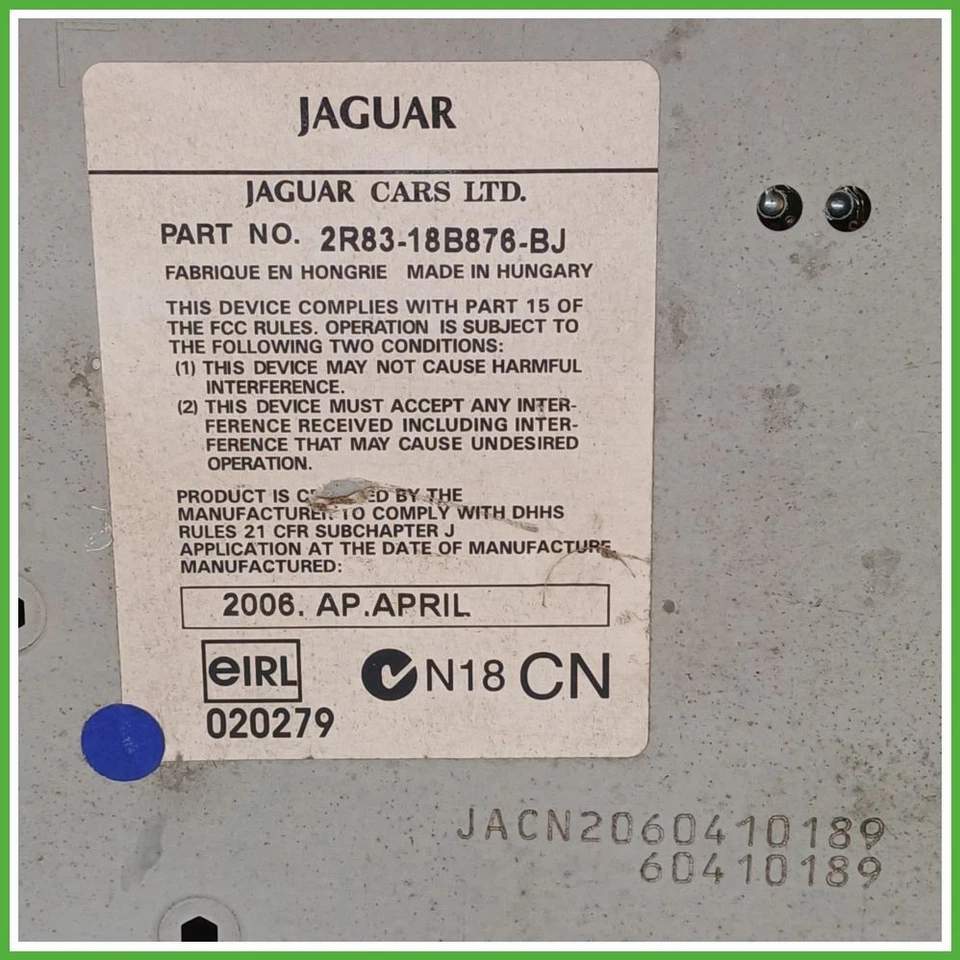 JAGUAR
JAGUAR CARS LTD.
PART NO. 2R83-18B876-BJ
FABRIQUE EN HONGRIE MADE IN HUNGARY
THIS DEVICE COMPLIES WITH PART 15 OF
THE FCC RULES. OPERATION IS SUBJECT TO
THE FOLLOWING TWO CONDITIONS:
(1) THIS DEVICE MAY NOT CAUSE HARMFUL
INTERFERENCE.
(2) THIS DEVICE MUST ACCEPT ANY INTER-
FERENCE RECEIVED INCLUDING INTER-
FERENCE THAT MAY CAUSE UNDESIRED
OPERATION.
PRODUCT IS BY THE
MANUFACTURER TO COMPLY WITH DHHS
RULES 21 CFR SUBCHAPTER J
APPLICATION AT THE DATE OF MANUFACTURE
MANUFACTURED:
2006. AP.APRIL
eIRL
N18 CN
020279
JACN2060410189
60410189